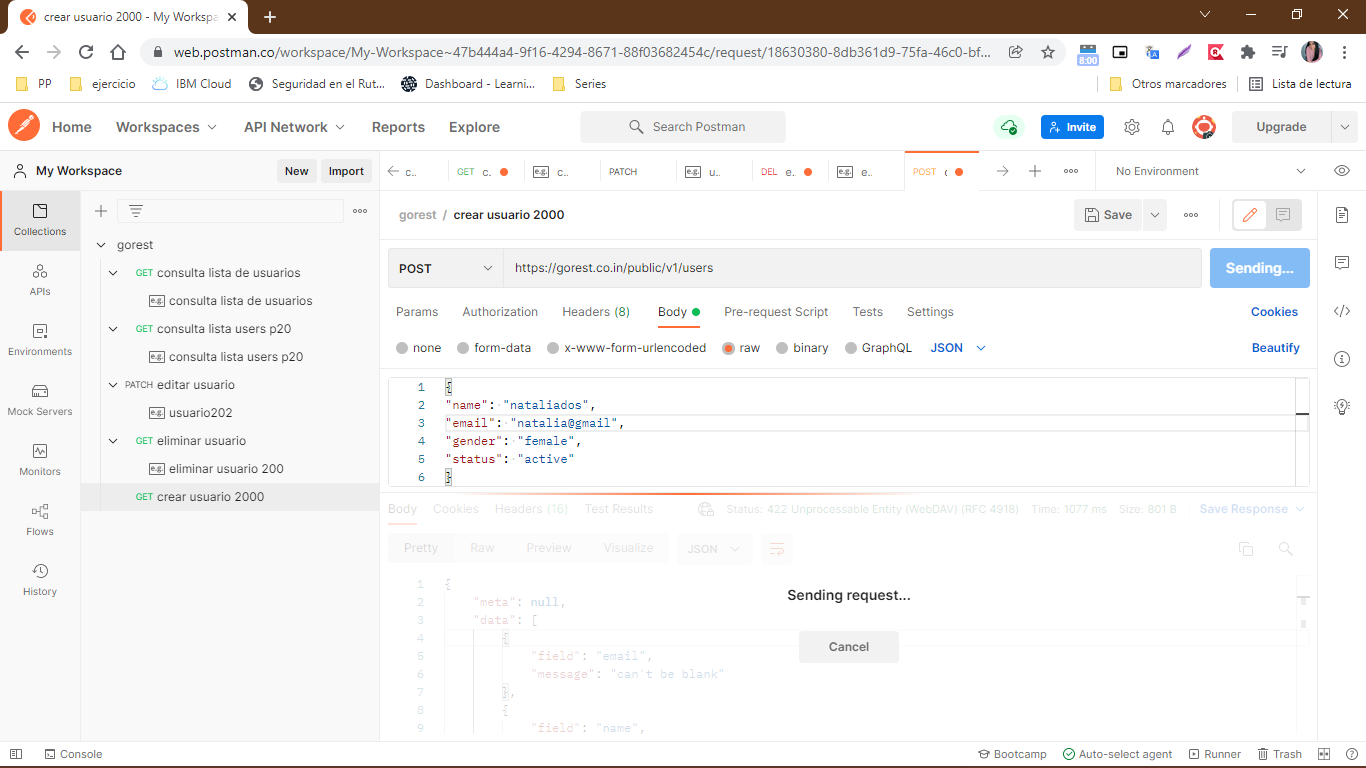 crear usuario 2000 - My Workspa
web.postman.co/workspace/My-Workspace~47b444a4-9f16-4294-8671-88f03682454c/request/18630380-8db361d9-75fa-46c0-bf...
8:00
PP ejercicio IBM Cloud Seguridad en el Rut... Dashboard - Learni... Series Otros marcadores Lista de lectura
Home Workspaces API Network Reports Explore Search Postman Invite Upgrade
My Workspace New Import
c.. GET c. e.g. c.. PATCH e.g. u.. DEL e. e.g. e.. POST No Environment
Collections
APIs
Environments
Mock Servers
Monitors
Flows
History
gorest
GET consulta lista de usuarios
e.g. consulta lista de usuarios
GET consulta lista users p20
e.g. consulta lista users p20
PATCH editar usuario
e.g. usuario202
GET eliminar usuario
e.g. eliminar usuario 200
GET crear usuario 2000
gorest / crear usuario 2000 Save
POST https://gorest.co.in/public/v1/users Sending...
Params Authorization Headers (8) Body Pre-request Script Tests Settings Cookies
none form-data x-www-form-urlencoded raw binary GraphQL JSON Beautify
1 {
2 "name": "nataliados",
3 "email": "natalia@gmail",
4 "gender": "female",
5 "status": "active"
6 }
Body Cookies Headers (16) Test Results Status: 422 Unprocessable Entity (WebDAV) (RFC 4918) Time: 1077 ms Size: 801 B Save Response
Pretty Raw Preview Visualize JSON
1 {
2 "meta": null,
3 "data": [
4 {
5 "field": "email",
6 "message": "can't be blank"
7 },
8 {
9 "field": "name",
Sending request...
Cancel
Console Bootcamp Auto-select agent Runner Trash